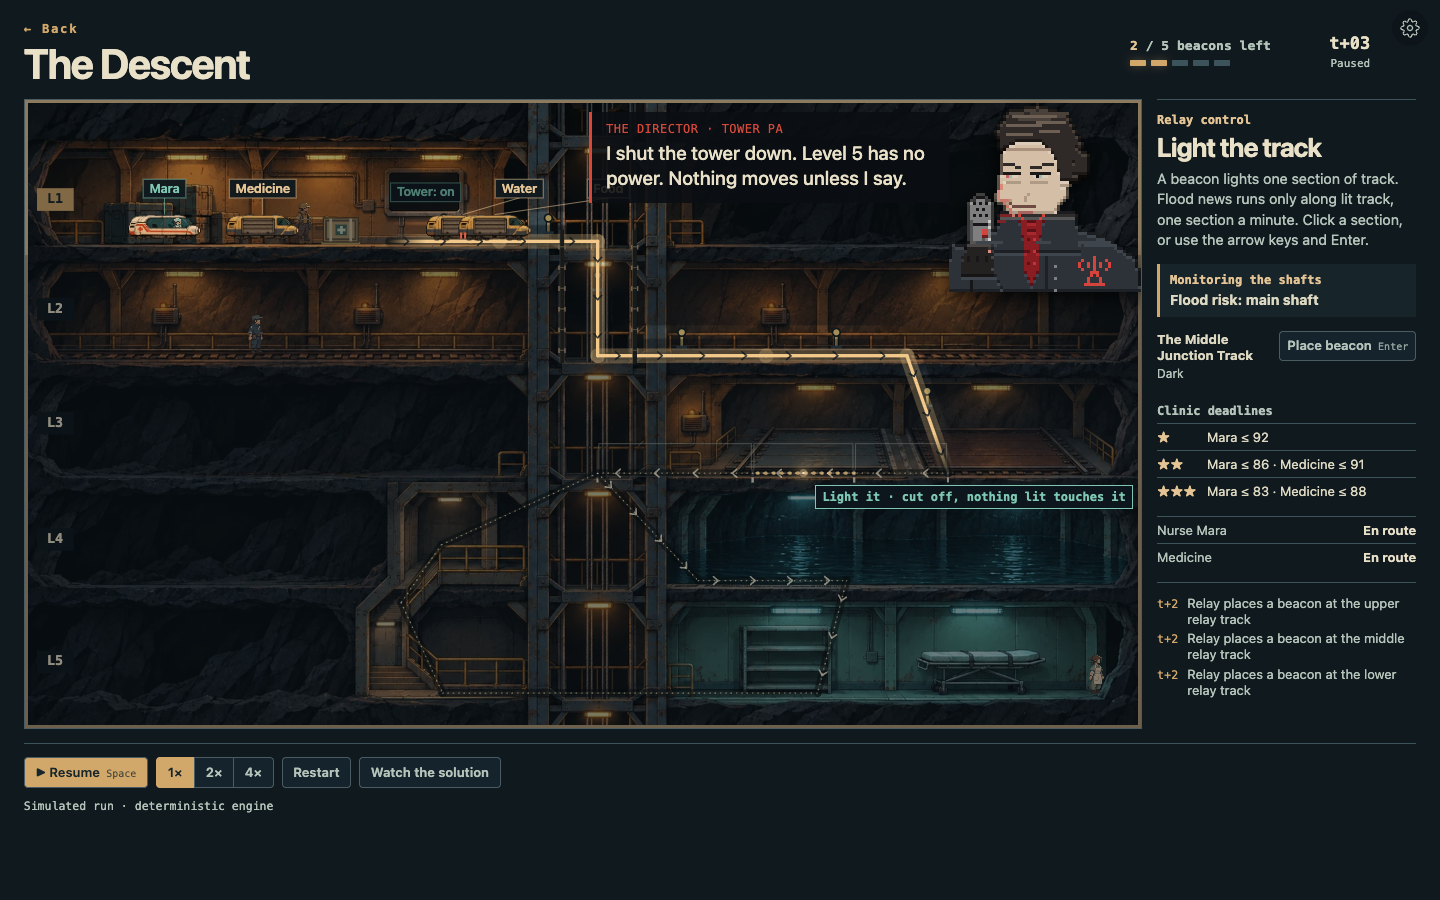 ← Back
The Descent
2 / 5 beacons left
t+03
Paused
THE DIRECTOR · TOWER PA
I shut the tower down. Level 5 has no
power. Nothing moves unless I say.
L1
Mara
Medicine
Tower: on
Water
Food
L2
L3
L4
L5
Light it · cut off, nothing lit touches it
Relay control
Light the track
A beacon lights one section of track.
Flood news runs only along lit track,
one section a minute. Click a section,
or use the arrow keys and Enter.
Monitoring the shafts
Flood risk: main shaft
The Middle
Junction Track
Dark
Place beacon Enter
Clinic deadlines
★ Mara ≤ 92
★★ Mara ≤ 86 · Medicine ≤ 91
★★★ Mara ≤ 83 · Medicine ≤ 88
Nurse Mara En route
Medicine En route
t+2 Relay places a beacon at the upper
relay track
t+2 Relay places a beacon at the middle
relay track
t+2 Relay places a beacon at the lower
relay track
▶ Resume Space
1×
2×
4×
Restart
Watch the solution
Simulated run · deterministic engine